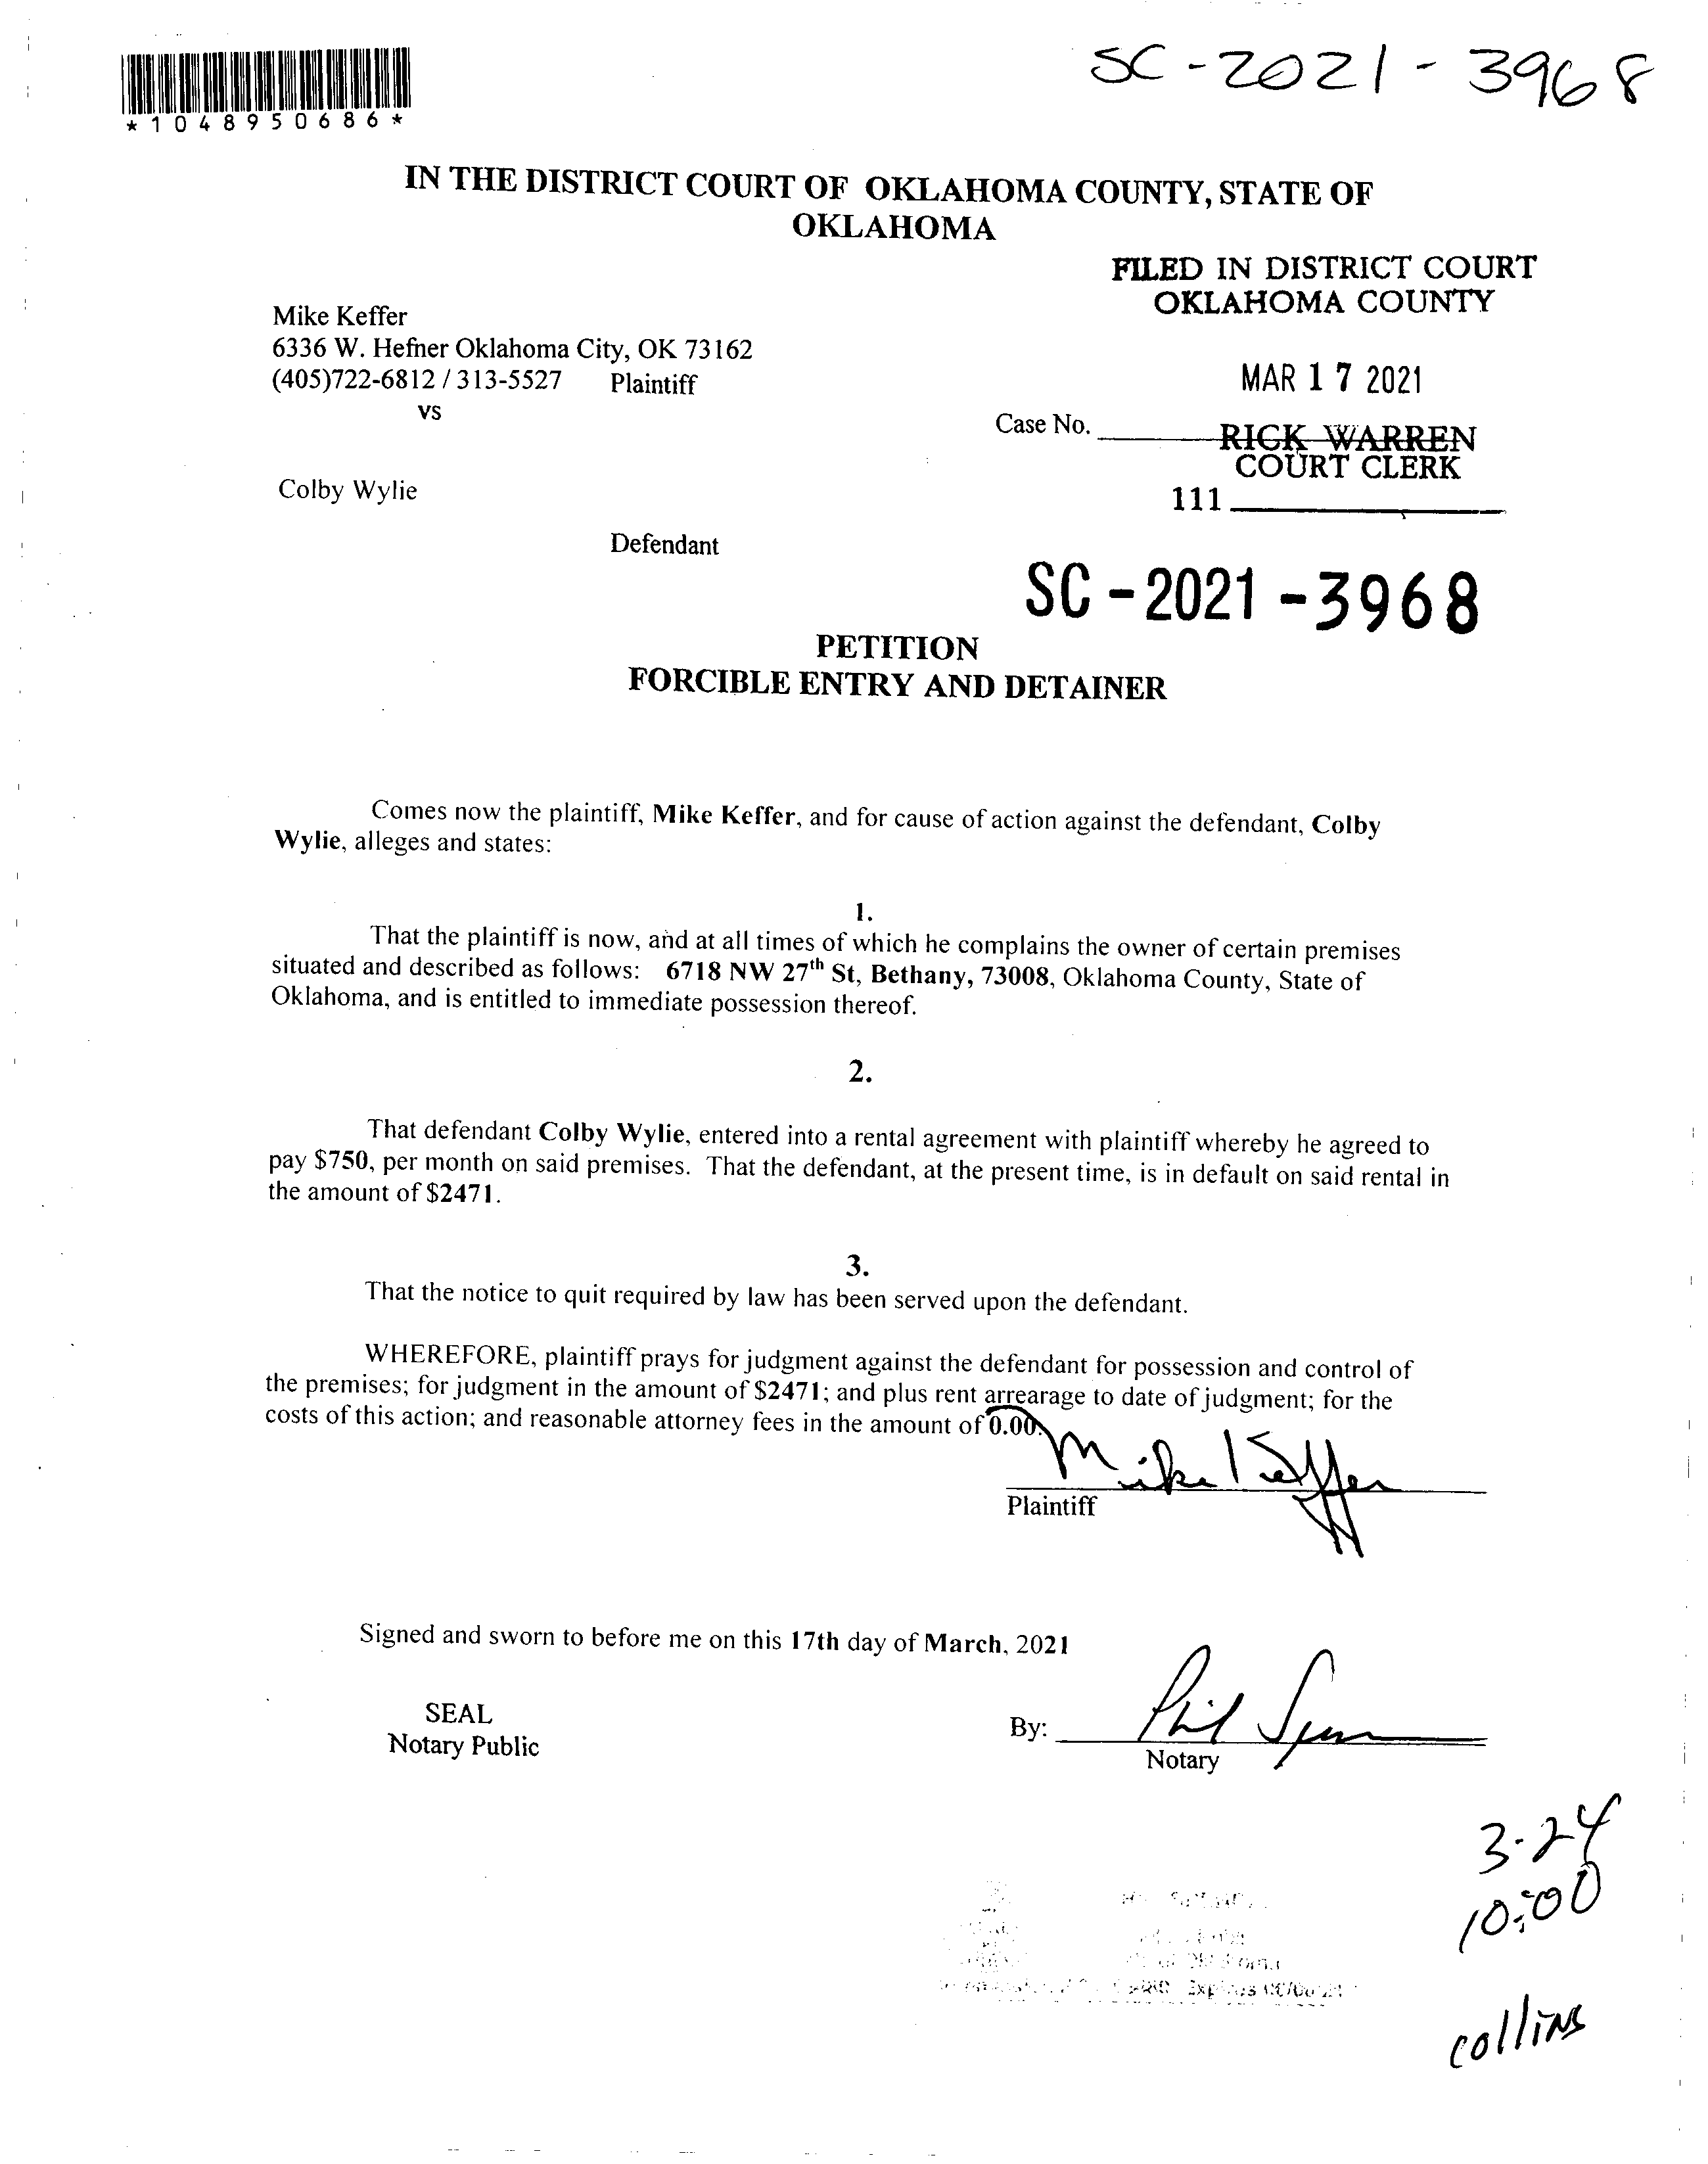 SC-2021-3968
*1048950686*
IN THE DISTRICT COURT OF OKLAHOMA COUNTY, STATE OF
OKLAHOMA
FILED IN DISTRICT COURT
OKLAHOMA COUNTY
Mike Keffer
6336 W. Hefner Oklahoma City, OK 73162
(405)722-6812 / 313-5527 Plaintiff
vs
MAR 17 2021
Case No.
RICK WARREN
COURT CLERK
111
Colby Wylie
Defendant
SC-2021-3968
PETITION
FORCIBLE ENTRY AND DETAINER
Comes now the plaintiff, Mike Keffer, and for cause of action against the defendant, Colby
Wylie, alleges and states:
1.
That the plaintiff is now, and at all times of which he complains the owner of certain premises
situated and described as follows: 6718 NW 27th St, Bethany, 73008, Oklahoma County, State of
Oklahoma, and is entitled to immediate possession thereof.
2.
That defendant Colby Wylie, entered into a rental agreement with plaintiff whereby he agreed to
pay $750, per month on said premises. That the defendant, at the present time, is in default on said rental in
the amount of $2471.
3.
That the notice to quit required by law has been served upon the defendant.
WHEREFORE, plaintiff prays for judgment against the defendant for possession and control of
the premises; for judgment in the amount of $2471; and plus rent arrearage to date of judgment; for the
costs of this action; and reasonable attorney fees in the amount of 0.00.
Mike Keffer
Plaintiff
Signed and sworn to before me on this 17th day of March, 2021
SEAL
Notary Public
By: Phil
Notary
3-24
10:00
Collins
Expires